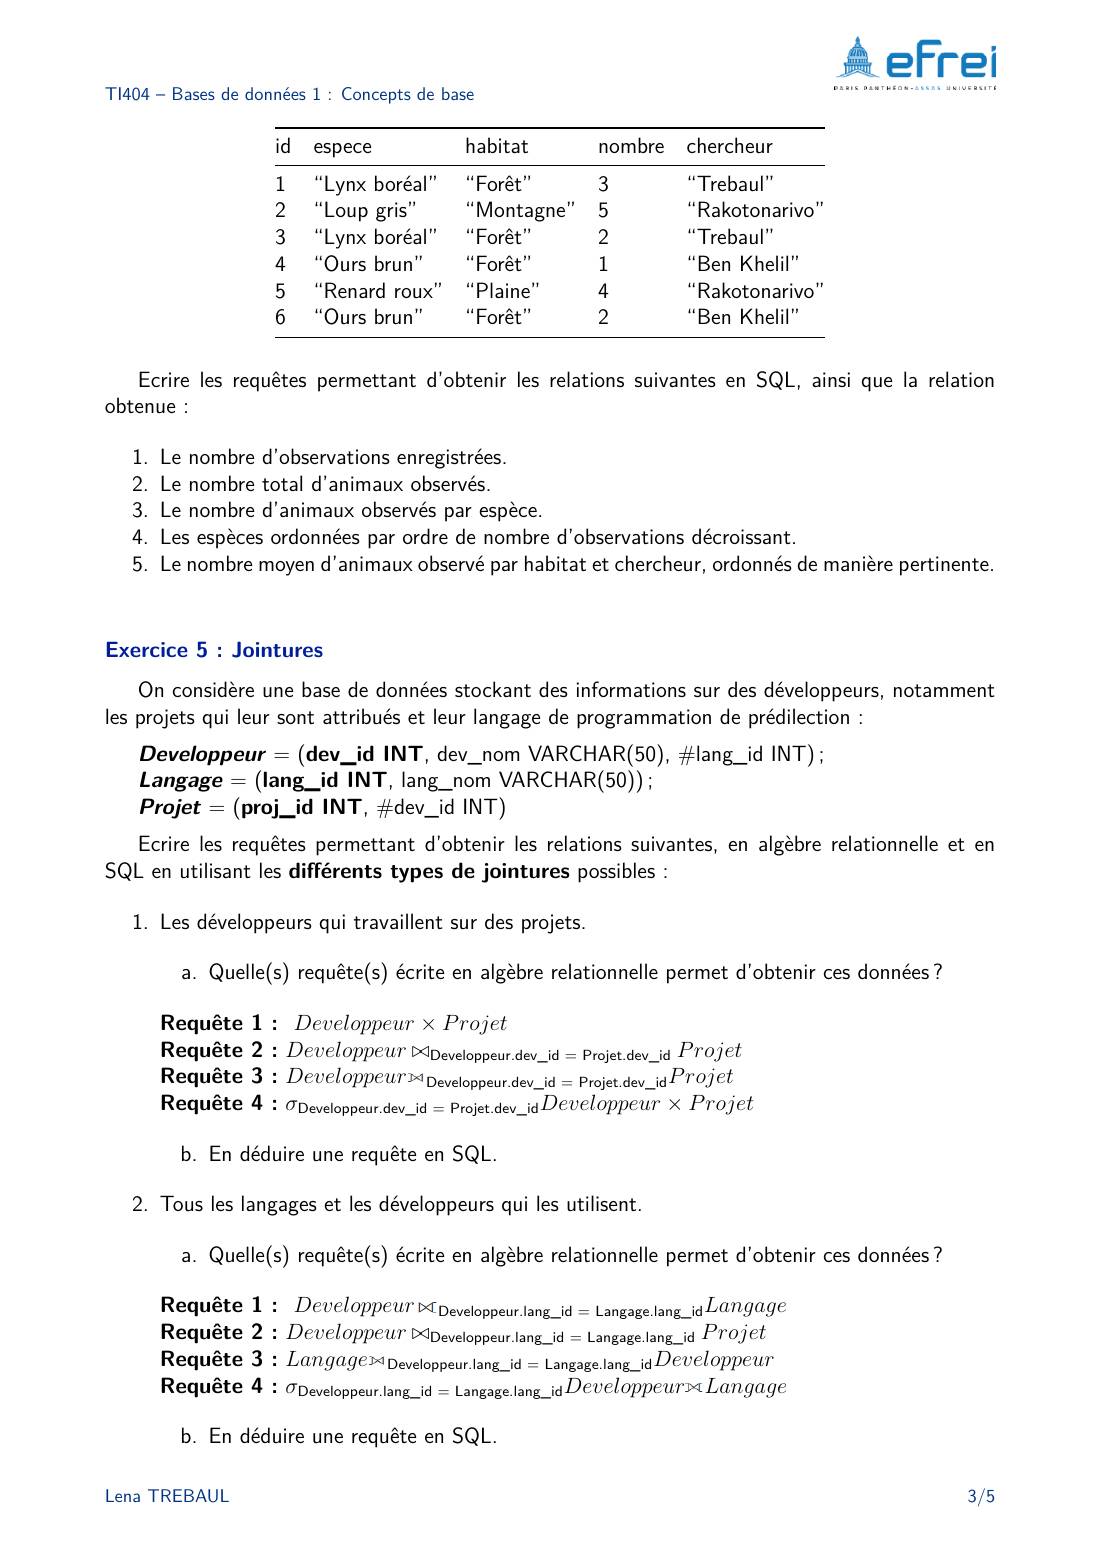 efrei
PARIS PANTHÉON-ASSAS UNIVERSITÉ
TI404 – Bases de données 1 : Concepts de base
id espece habitat nombre chercheur
1 “Lynx boréal” “Forêt” 3 “Trebaul”
2 “Loup gris” “Montagne” 5 “Rakotonarivo”
3 “Lynx boréal” “Forêt” 2 “Trebaul”
4 “Ours brun” “Forêt” 1 “Ben Khelil”
5 “Renard roux” “Plaine” 4 “Rakotonarivo”
6 “Ours brun” “Forêt” 2 “Ben Khelil”
Ecrire les requêtes permettant d'obtenir les relations suivantes en SQL, ainsi que la relation
obtenue :
1. Le nombre d'observations enregistrées.
2. Le nombre total d'animaux observés.
3. Le nombre d'animaux observés par espèce.
4. Les espèces ordonnées par ordre de nombre d'observations décroissant.
5. Le nombre moyen d'animaux observé par habitat et chercheur, ordonnés de manière pertinente.
Exercice 5 : Jointures
On considère une base de données stockant des informations sur des développeurs, notamment
les projets qui leur sont attribués et leur langage de programmation de prédilection :
Developpeur = (dev_id INT, dev_nom VARCHAR(50), #lang_id INT) ;
Langage = (lang_id INT, lang_nom VARCHAR(50)) ;
Projet = (proj_id INT, #dev_id INT)
Ecrire les requêtes permettant d'obtenir les relations suivantes, en algèbre relationnelle et en
SQL en utilisant les différents types de jointures possibles :
1. Les développeurs qui travaillent sur des projets.
a. Quelle(s) requête(s) écrite en algèbre relationnelle permet d'obtenir ces données ?
Requête 1 : Developpeur × Projet
Requête 2 : Developpeur ⋈Developpeur.dev_id = Projet.dev_id Projet
Requête 3 : Developpeur⟕Developpeur.dev_id = Projet.dev_idProjet
Requête 4 : σDeveloppeur.dev_id = Projet.dev_idDeveloppeur × Projet
b. En déduire une requête en SQL.
2. Tous les langages et les développeurs qui les utilisent.
a. Quelle(s) requête(s) écrite en algèbre relationnelle permet d'obtenir ces données ?
Requête 1 : Developpeur⟖Developpeur.lang_id = Langage.lang_idLangage
Requête 2 : Developpeur ⋈Developpeur.lang_id = Langage.lang_id Projet
Requête 3 : Langage⟕Developpeur.lang_id = Langage.lang_idDeveloppeur
Requête 4 : σDeveloppeur.lang_id = Langage.lang_idDeveloppeur⟕Langage
b. En déduire une requête en SQL.
Lena TREBAUL 3/5